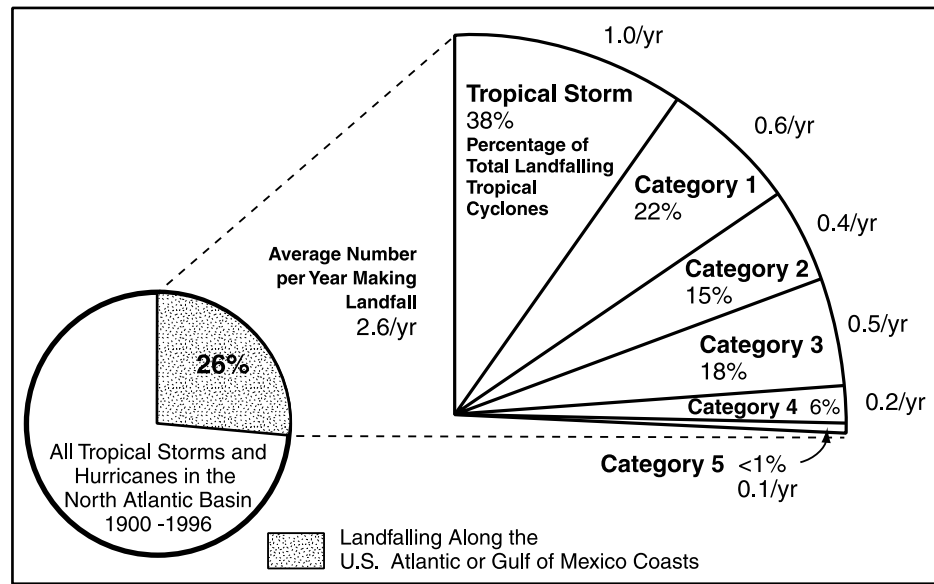 1.0/yr
Tropical Storm
38%
Percentage of
Total Landfalling
Tropical
Cyclones
0.6/yr
Category 1
22%
0.4/yr
Category 2
15%
0.5/yr
Category 3
18%
0.2/yr
Category 4 6%
Category 5 <1%
0.1/yr
Average Number
per Year Making
Landfall
2.6/yr
26%
All Tropical Storms and
Hurricanes in the
North Atlantic Basin
1900 -1996
Landfalling Along the
U.S. Atlantic or Gulf of Mexico Coasts